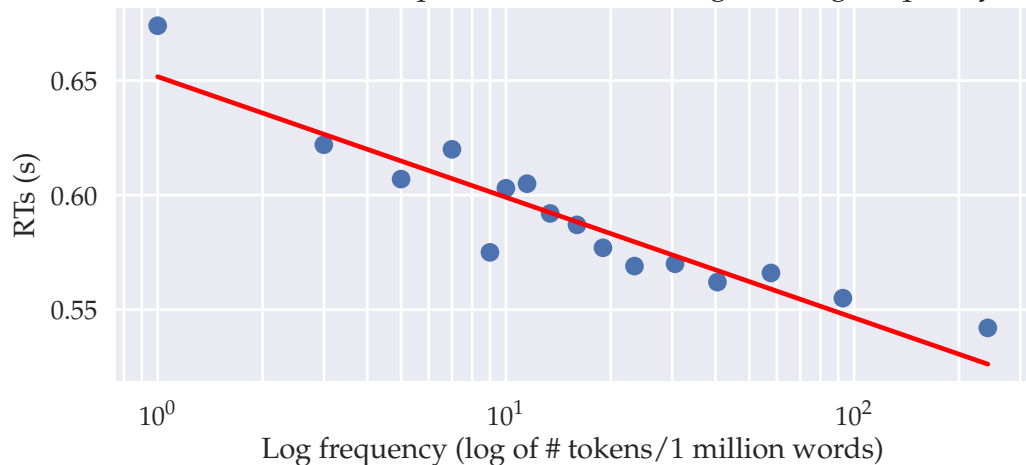 0.65
0.60
0.55
RTs (s)
10⁰ 10¹ 10²
Log frequency (log of # tokens/1 million words)